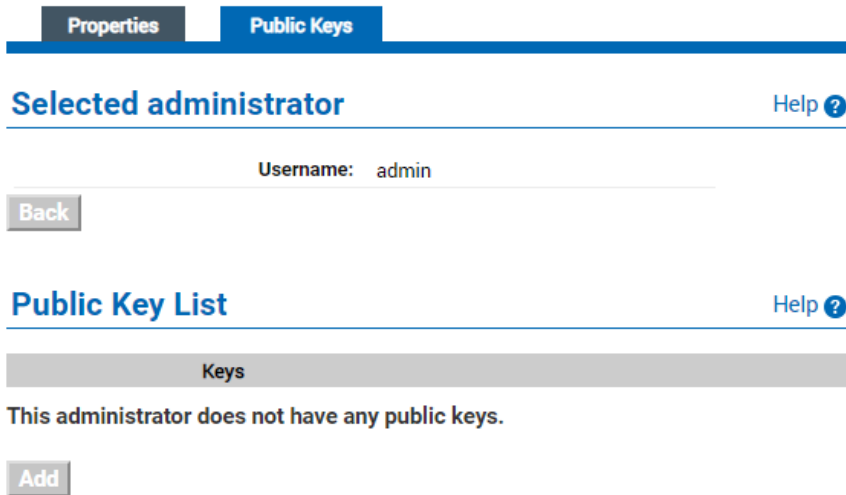 Properties Public Keys
Selected administrator Help ?
Username: admin
Back
Public Key List Help ?
Keys
This administrator does not have any public keys.
Add